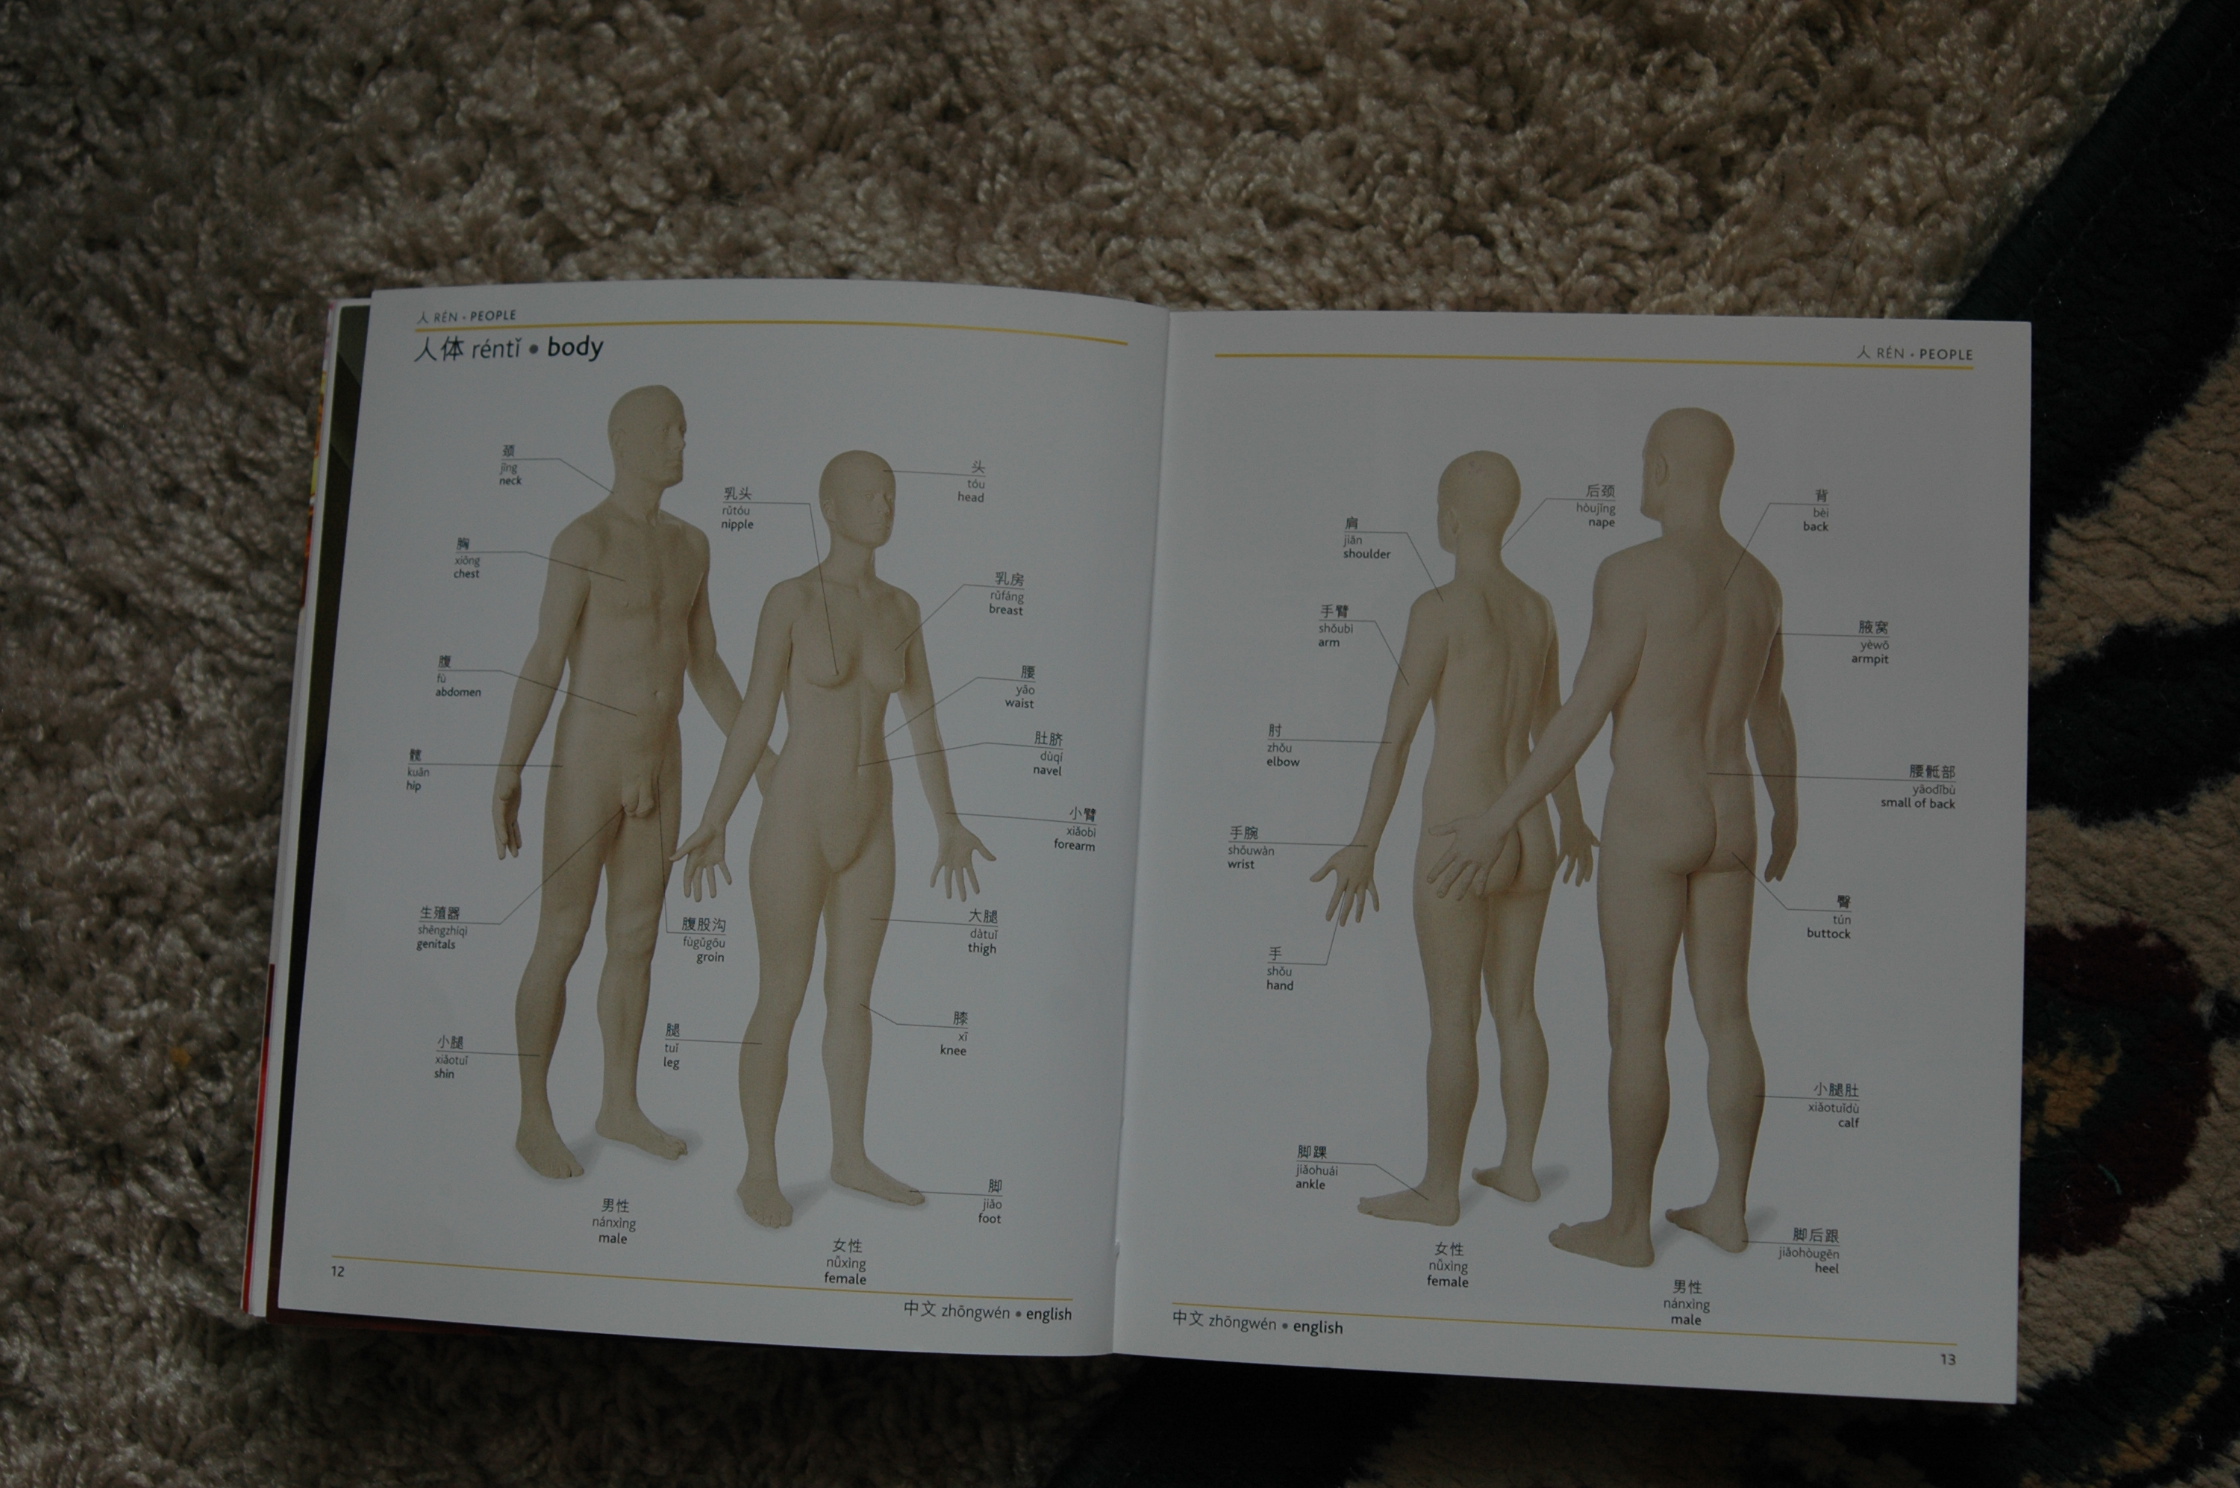 人 RÉN • PEOPLE
人体 réntǐ • body
颈
jǐng
neck
胸
xiōng
chest
腹
fù
abdomen
髋
kuān
hip
生殖器
shēngzhíqì
genitals
小腿
xiǎotuǐ
shin
乳头
rǔtóu
nipple
腹股沟
fùgǔgōu
groin
腿
tuǐ
leg
头
tóu
head
乳房
rǔfáng
breast
腰
yāo
waist
肚脐
dùqí
navel
小臂
xiǎobì
forearm
大腿
dàtuǐ
thigh
膝
xī
knee
脚
jiǎo
foot
男性
nánxìng
male
女性
nǚxìng
female
12
中文 zhōngwén • english
人 RÉN • PEOPLE
肩
jiān
shoulder
手臂
shǒubì
arm
肘
zhǒu
elbow
手腕
shǒuwàn
wrist
手
shǒu
hand
脚踝
jiǎohuái
ankle
后颈
hòujǐng
nape
背
bèi
back
腋窝
yèwō
armpit
腰骶部
yāodǐbù
small of back
臀
tún
buttock
小腿肚
xiǎotuǐdù
calf
脚后跟
jiǎohòugēn
heel
女性
nǚxìng
female
男性
nánxìng
male
中文 zhōngwén • english
13